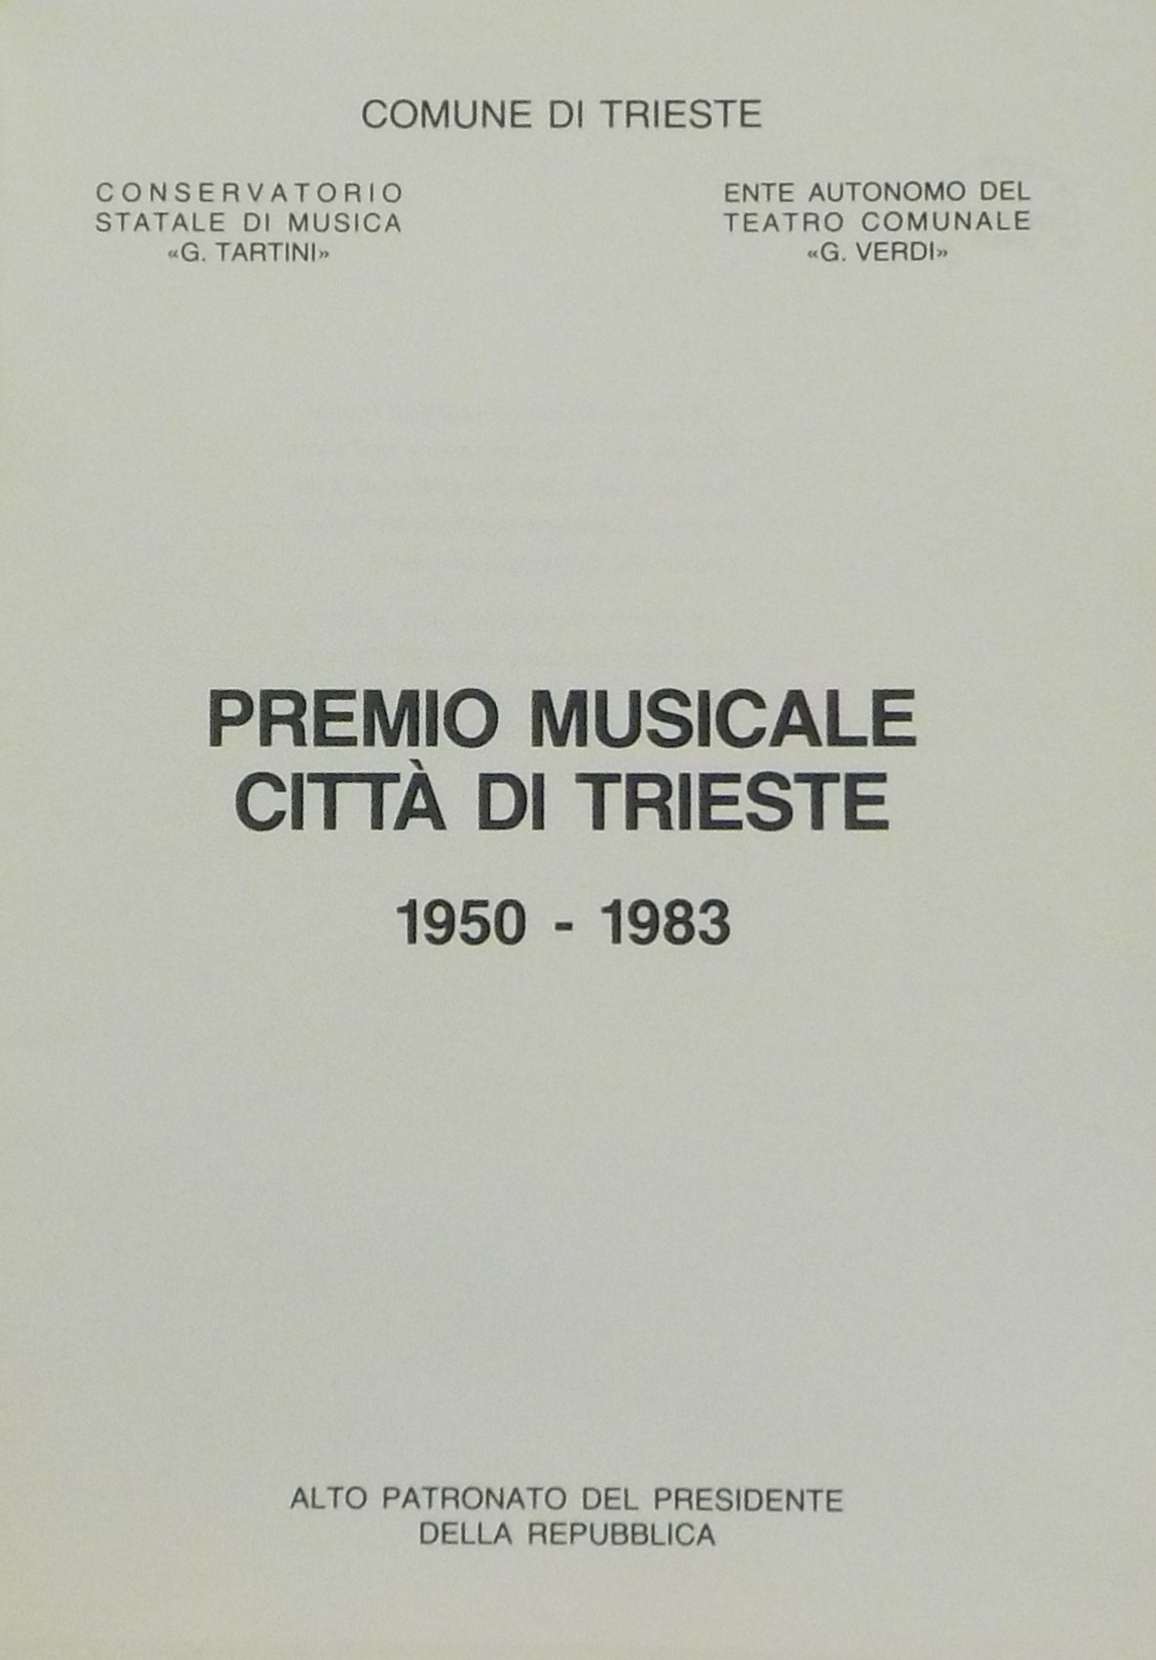 COMUNE DI TRIESTE
CONSERVATORIO
STATALE DI MUSICA
«G. TARTINI»
ENTE AUTONOMO DEL
TEATRO COMUNALE
«G. VERDI»
PREMIO MUSICALE
CITTÀ DI TRIESTE
1950 - 1983
ALTO PATRONATO DEL PRESIDENTE
DELLA REPUBBLICA